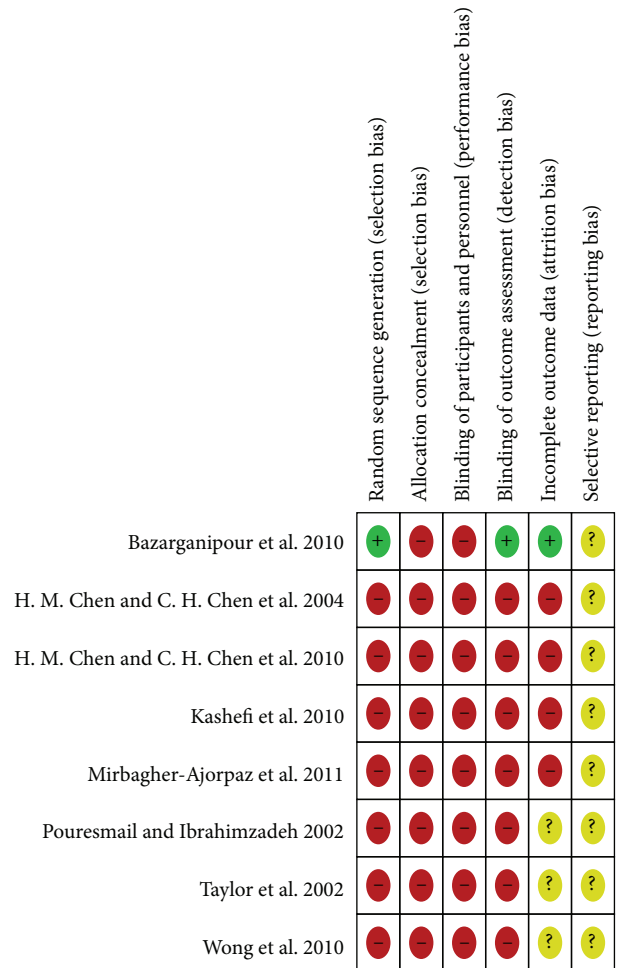 Random sequence generation (selection bias)
Allocation concealment (selection bias)
Blinding of participants and personnel (performance bias)
Blinding of outcome assessment (detection bias)
Incomplete outcome data (attrition bias)
Selective reporting (reporting bias)
Bazarganipour et al. 2010 + − − + + ?
H. M. Chen and C. H. Chen et al. 2004 − − − − − ?
H. M. Chen and C. H. Chen et al. 2010 − − − − − ?
Kashefi et al. 2010 − − − − − ?
Mirbagher-Ajorpaz et al. 2011 − − − − − ?
Pouresmail and Ibrahimzadeh 2002 − − − − ? ?
Taylor et al. 2002 − − − − ? ?
Wong et al. 2010 − − − − ? ?